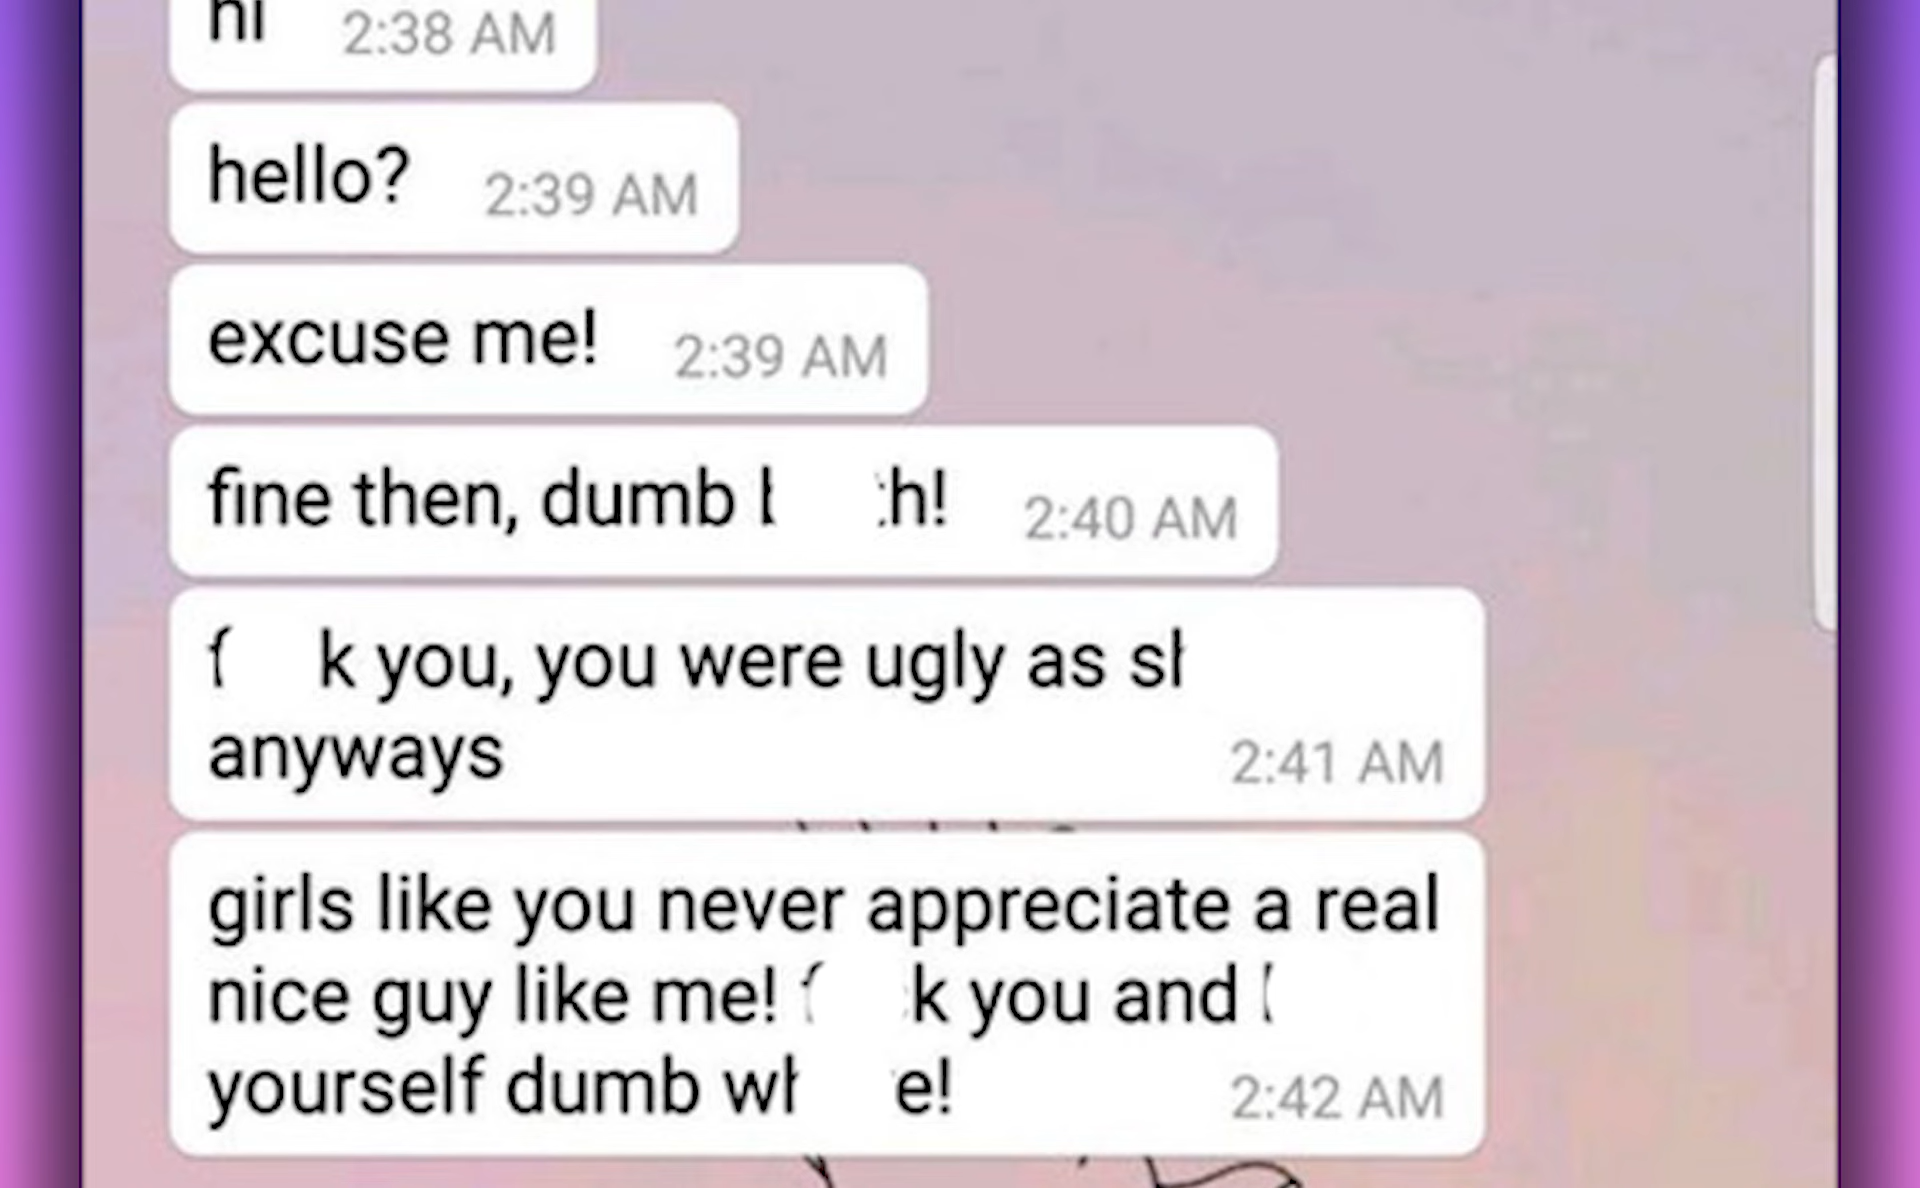 hi 2:38 AM
hello? 2:39 AM
excuse me! 2:39 AM
fine then, dumb h! 2:40 AM
k you, you were ugly as
anyways 2:41 AM
girls like you never appreciate a real
nice guy like me! k you and
yourself dumb e! 2:42 AM